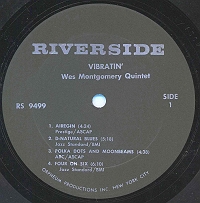 RIVERSIDE
VIBRATIN'
Wes Montgomery Quintet
RS 9499
SIDE
1
1. AIREGIN (4:24)
Prestige/ASCAP
2. D-NATURAL BLUES (5:10)
Jazz Standard/BMI
3. POLKA DOTS AND MOONBEAMS (4:38)
ABC/ASCAP
4. FOUR ON SIX (6:10)
Jazz Standard/BMI
ORPHEUM PRODUCTIONS INC. NEW YORK CITY